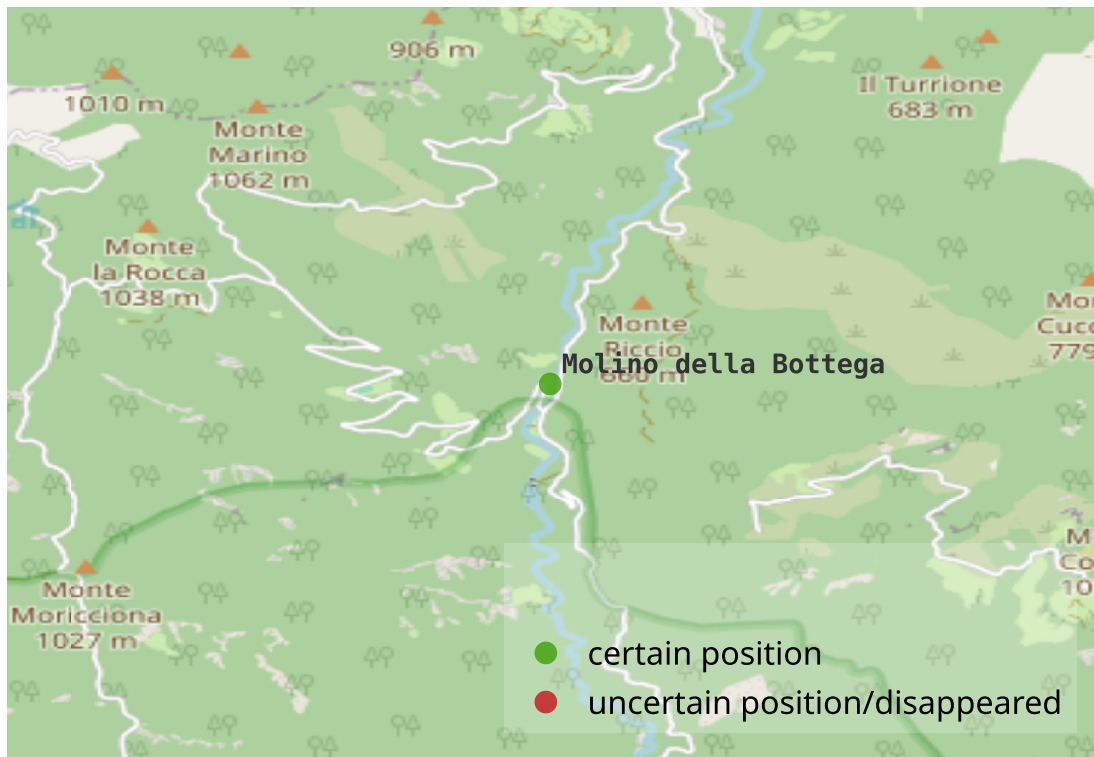 906 m
1010 m
Il Turrione
683 m
Monte
Marino
1062 m
Monte
la Rocca
1038 m
Monte
Riccio
660 m
Molino della Bottega
Monte
Moricciona
1027 m
certain position
uncertain position/disappeared